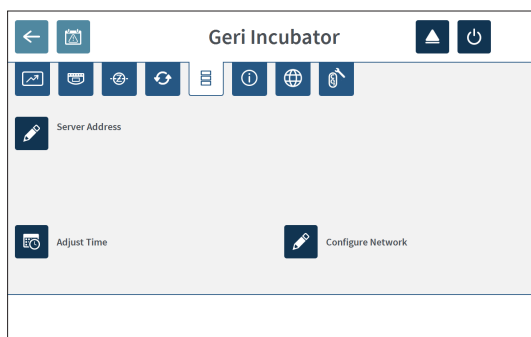 Geri Incubator
Server Address
Adjust Time
Configure Network